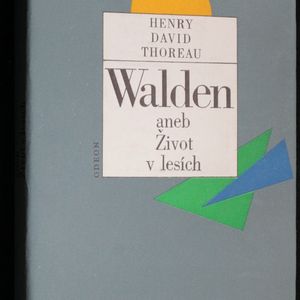 HENRY
DAVID
THOREAU
Walden
aneb
Život
v lesích
ODEON